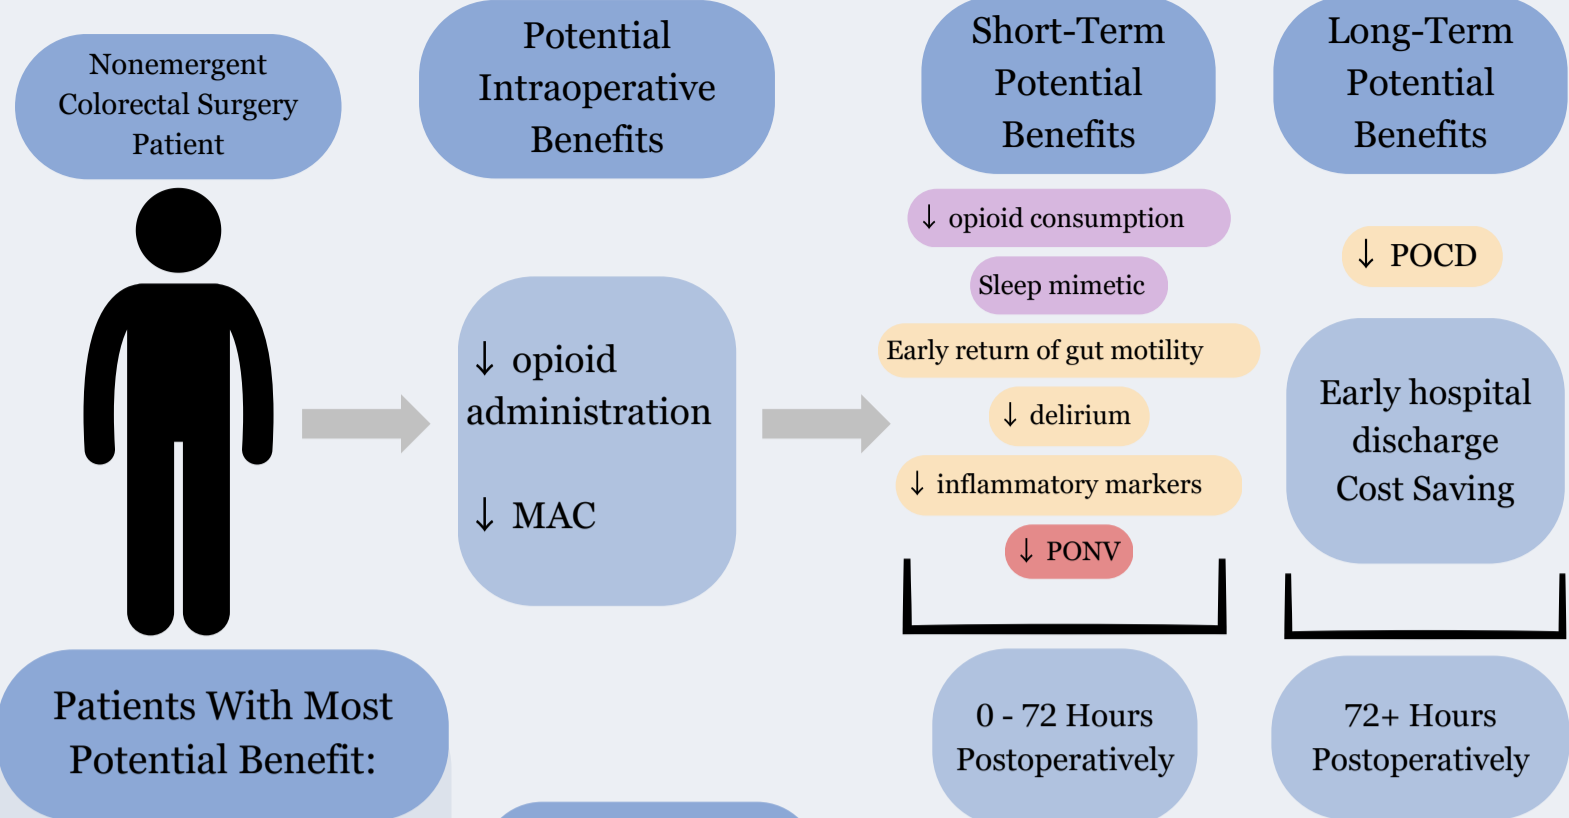 Nonemergent
Colorectal Surgery
Patient
Patients With Most
Potential Benefit:
Potential
Intraoperative
Benefits
↓ opioid
administration
↓ MAC
Short-Term
Potential
Benefits
↓ opioid consumption
Sleep mimetic
Early return of gut motility
↓ delirium
↓ inflammatory markers
↓ PONV
0 - 72 Hours
Postoperatively
Long-Term
Potential
Benefits
↓ POCD
Early hospital
discharge
Cost Saving
72+ Hours
Postoperatively